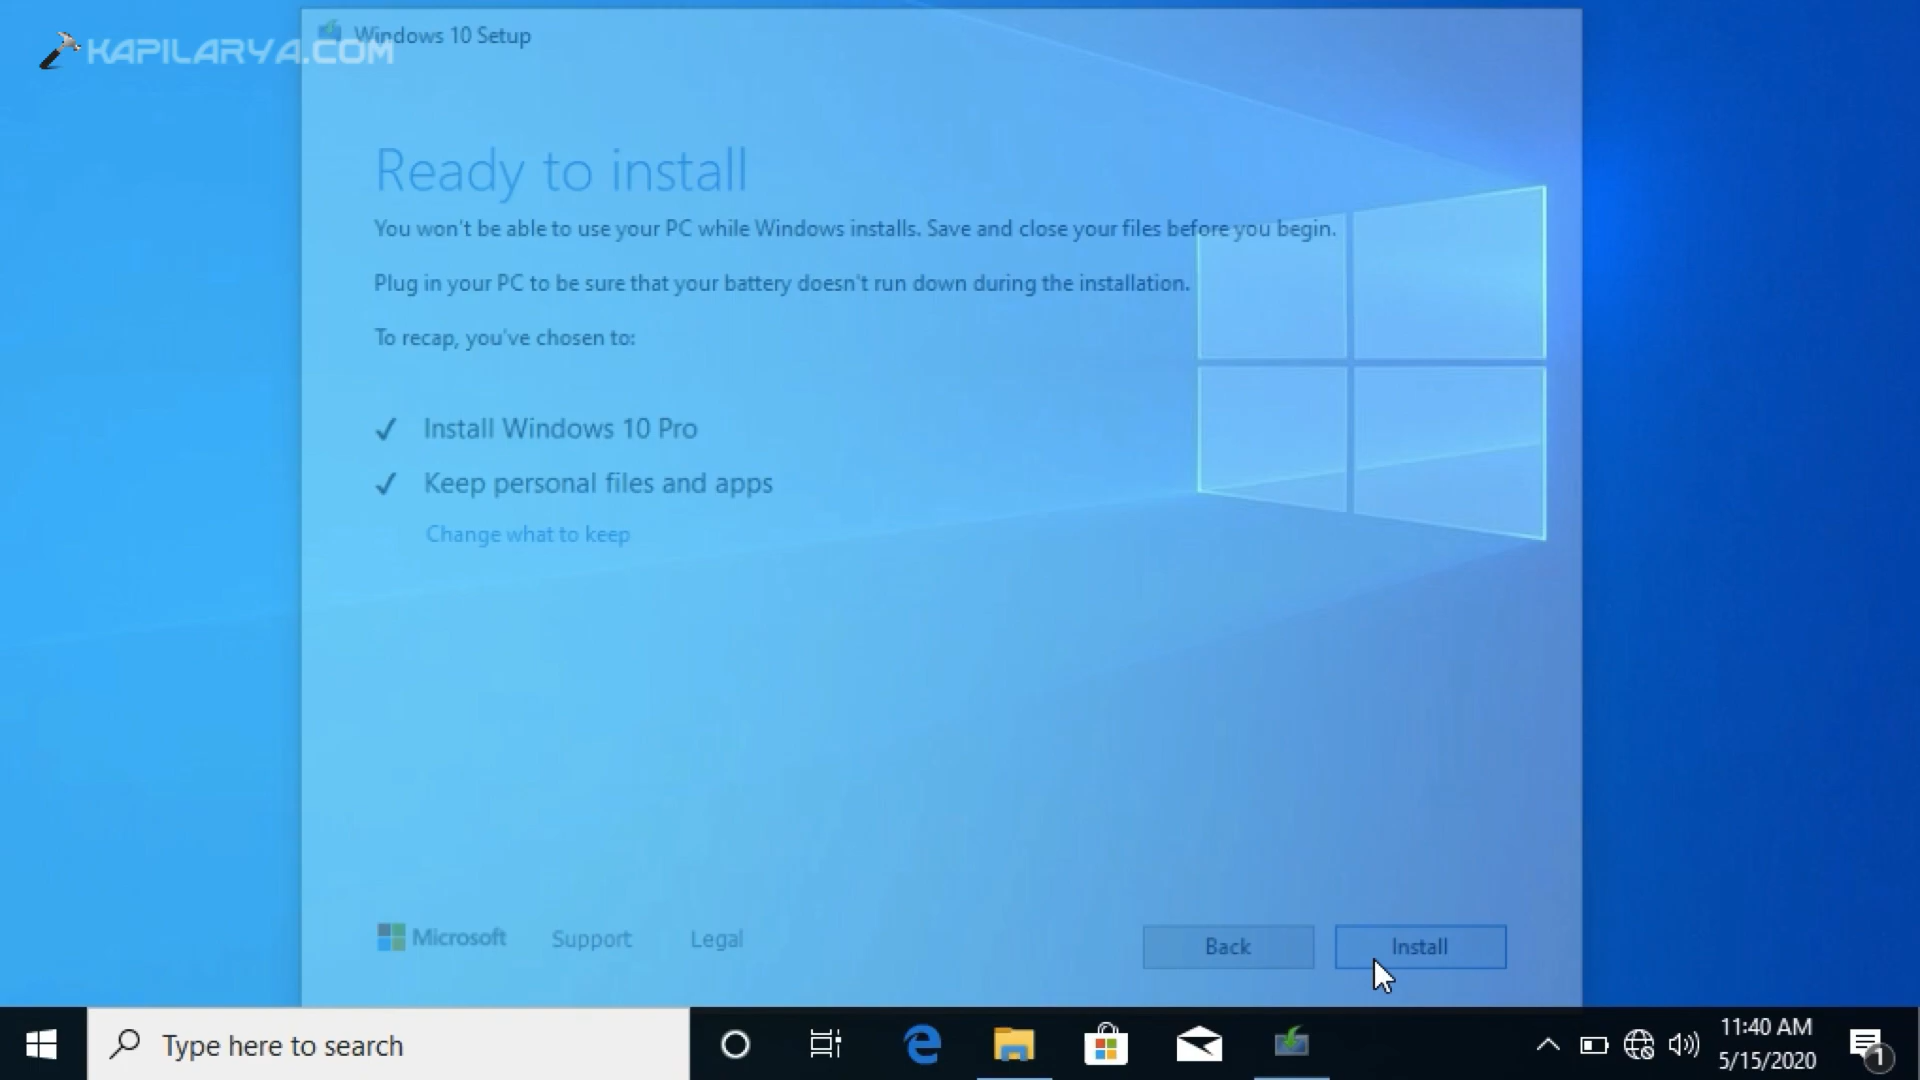 KAPILARYA.COM
Windows 10 Setup
Ready to install
You won't be able to use your PC while Windows installs. Save and close your files before you begin.
Plug in your PC to be sure that your battery doesn't run down during the installation.
To recap, you've chosen to:
Install Windows 10 Pro
Keep personal files and apps
Change what to keep
Microsoft Support Legal
Back Install
Type here to search
11:40 AM
5/15/2020
1